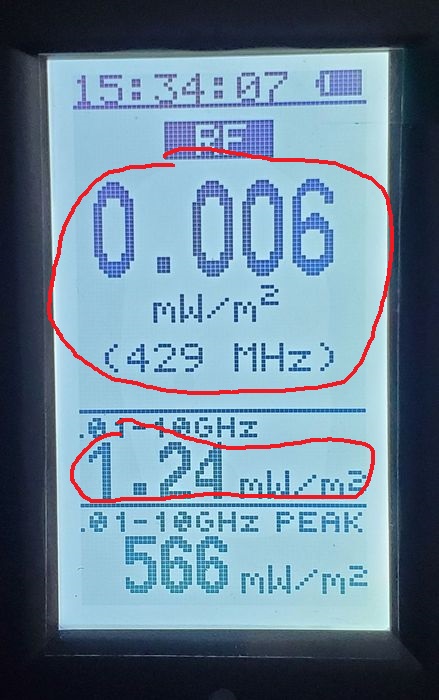 15:34:07
RF
0.006
mW/m²
(429 MHz)
.01-10GHz
1.24 mW/m²
.01-10GHz PEAK
566 mW/m²